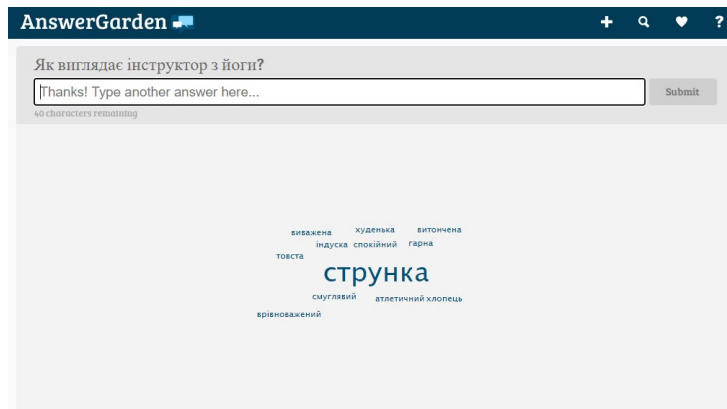 AnswerGarden
Як виглядає інструктор з йоги?
Thanks! Type another answer here...
Submit
40 characters remaining
виважена худенька витончена
індуска спокійний гарна
товста
струнка
смуглявий атлетичний хлопець
врівноважений